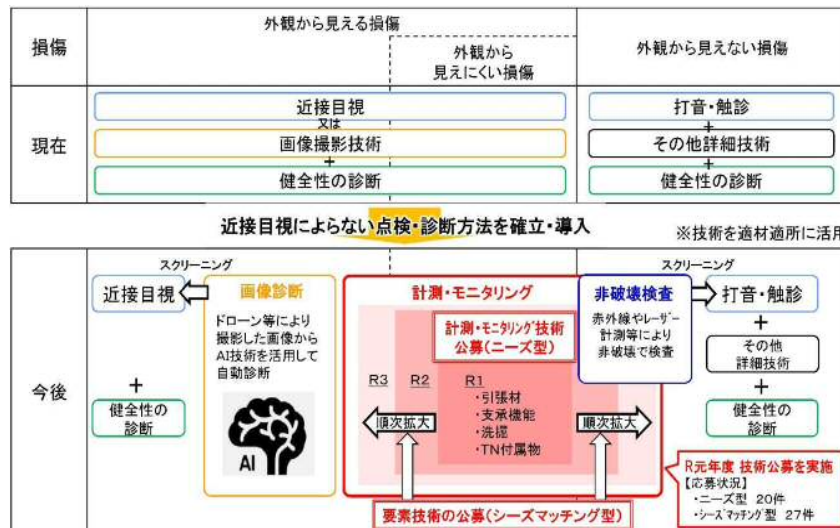 損傷
外観から見える損傷
外観から
見えにくい損傷
外観から見えない損傷
現在
近接目視
又は
画像撮影技術
+
健全性の診断
打音・触診
+
その他詳細技術
+
健全性の診断
近接目視によらない点検・診断方法を確立・導入
※技術を適材適所に活用
今後
スクリーニング
近接目視
+
健全性の
診断
画像診断
ドローン等により
撮影した画像から
AI技術を活用して
自動診断
AI
計測・モニタリング
計測・モニタリング技術
公募(ニーズ型)
R3
R2
R1
・引張材
・支承機能
・洗掘
・TN付属物
順次拡大
順次拡大
要素技術の公募(シーズマッチング型)
非破壊検査
赤外線やレーザー
計測等により
非破壊で検査
スクリーニング
打音・触診
+
その他
詳細技術
+
健全性の
診断
R元年度 技術公募を実施
【応募状況】
・ニーズ型 20件
・シーズマッチング型 27件